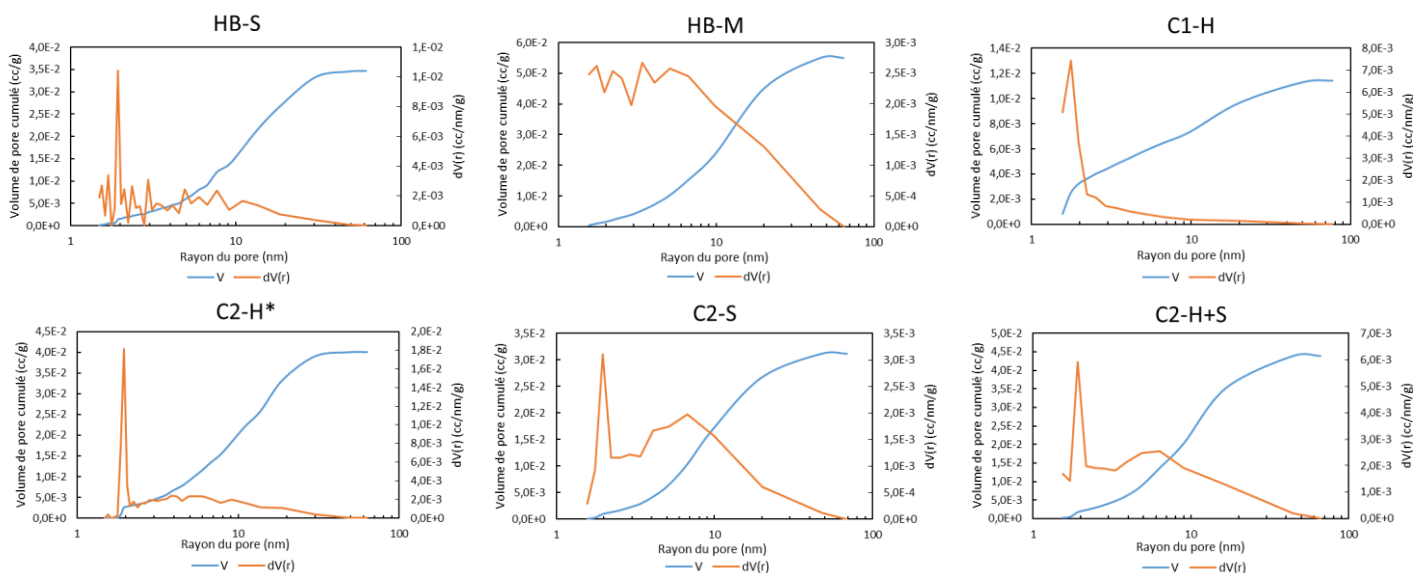 HB-S
Volume de pore cumulé (cc/g)
4,0E-2
3,5E-2
3,0E-2
2,5E-2
2,0E-2
1,5E-2
1,0E-2
5,0E-3
0,0E+0
1,2E-02
1,0E-02
8,0E-03
6,0E-03
4,0E-03
2,0E-03
0,0E+00
dV(r) (cc/nm/g)
1 10 100
Rayon du pore (nm)
V dV(r)
HB-M
Volume de pore cumulé (cc/g)
6,0E-2
5,0E-2
4,0E-2
3,0E-2
2,0E-2
1,0E-2
0,0E+0
3,0E-3
2,5E-3
2,0E-3
1,5E-3
1,0E-3
5,0E-4
0,0E+0
dV(r) (cc/nm/g)
1 10 100
Rayon du pore (nm)
V dV(r)
C1-H
Volume de pore cumulé (cc/g)
1,4E-2
1,2E-2
1,0E-2
8,0E-3
6,0E-3
4,0E-3
2,0E-3
0,0E+0
8,0E-3
7,0E-3
6,0E-3
5,0E-3
4,0E-3
3,0E-3
2,0E-3
1,0E-3
0,0E+0
dV(r) (cc/nm/g)
1 10 100
Rayon du pore (nm)
V dV(r)
C2-H*
Volume de pore cumulé (cc/g)
4,5E-2
4,0E-2
3,5E-2
3,0E-2
2,5E-2
2,0E-2
1,5E-2
1,0E-2
5,0E-3
0,0E+0
2,0E-2
1,8E-2
1,6E-2
1,4E-2
1,2E-2
1,0E-2
8,0E-3
6,0E-3
4,0E-3
2,0E-3
0,0E+0
dV(r) (cc/nm/g)
1 10 100
Rayon du pore (nm)
V dV(r)
C2-S
Volume de pore cumulé (cc/g)
3,5E-2
3,0E-2
2,5E-2
2,0E-2
1,5E-2
1,0E-2
5,0E-3
0,0E+0
3,5E-3
3,0E-3
2,5E-3
2,0E-3
1,5E-3
1,0E-3
5,0E-4
0,0E+0
dV(r) (cc/nm/g)
1 10 100
Rayon du pore (nm)
V dV(r)
C2-H+S
Volume de pore cumulé (cc/g)
5,0E-2
4,5E-2
4,0E-2
3,5E-2
3,0E-2
2,5E-2
2,0E-2
1,5E-2
1,0E-2
5,0E-3
0,0E+0
7,0E-3
6,0E-3
5,0E-3
4,0E-3
3,0E-3
2,0E-3
1,0E-3
0,0E+0
dV(r) (cc/nm/g)
1 10 100
Rayon du pore (nm)
V dV(r)